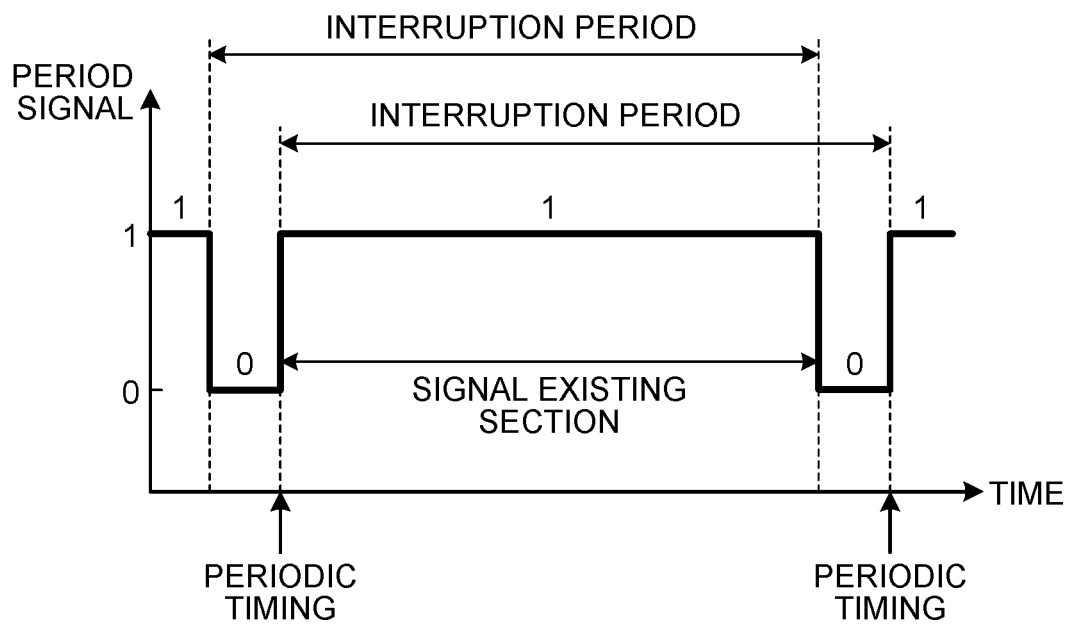 INTERRUPTION PERIOD
PERIOD
SIGNAL
INTERRUPTION PERIOD
1
1
1
1
0
0
0
SIGNAL EXISTING
SECTION
TIME
PERIODIC
TIMING
PERIODIC
TIMING